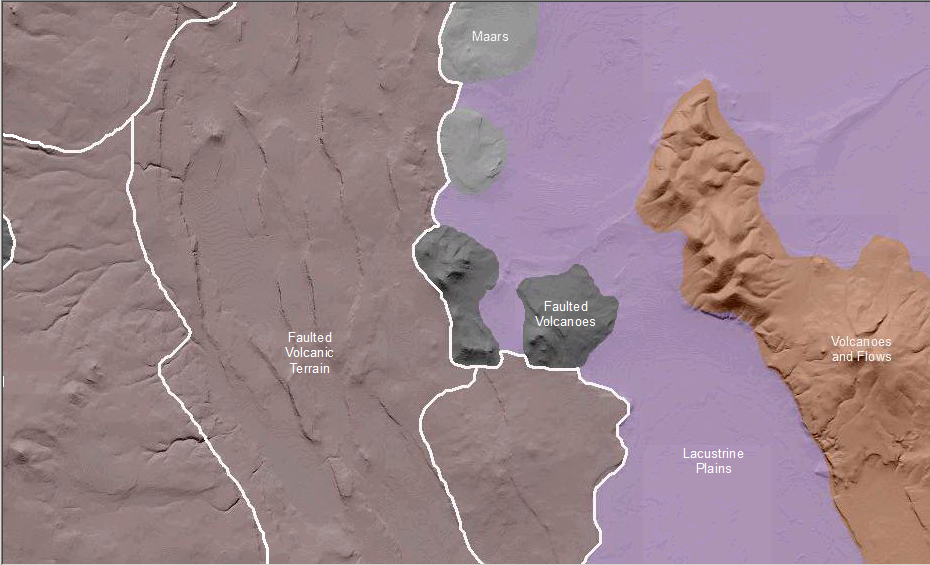 Maars
Faulted
Volcanoes
Faulted
Volcanic
Terrain
Volcanoes
and Flows
Lacustrine
Plains